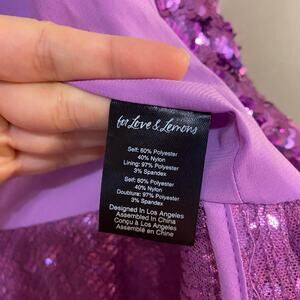 for Love & Lemons
Self: 60% Polyester
40% Nylon
Lining: 97% Polyester
3% Spandex
Self: 60% Polyester
40% Nylon
Doublure: 97% Polyester
3% Spandex
Designed In Los Angeles
Assembled In China
Conçu à Los Angeles
Assemblé en Chine